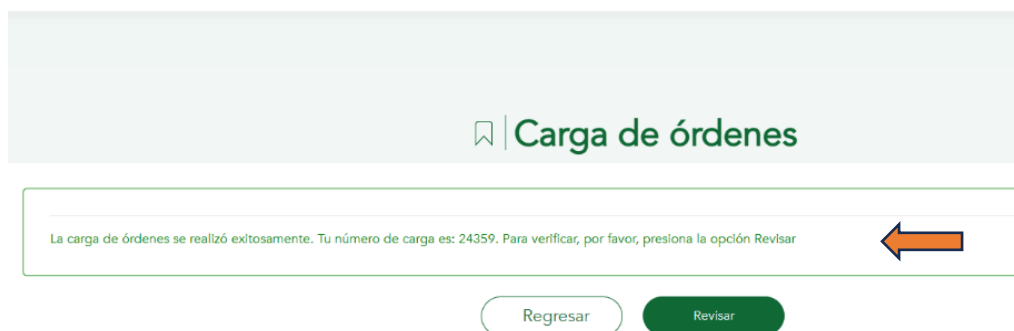 Carga de órdenes
La carga de órdenes se realizó exitosamente. Tu número de carga es: 24359. Para verificar, por favor, presiona la opción Revisar
Regresar
Revisar